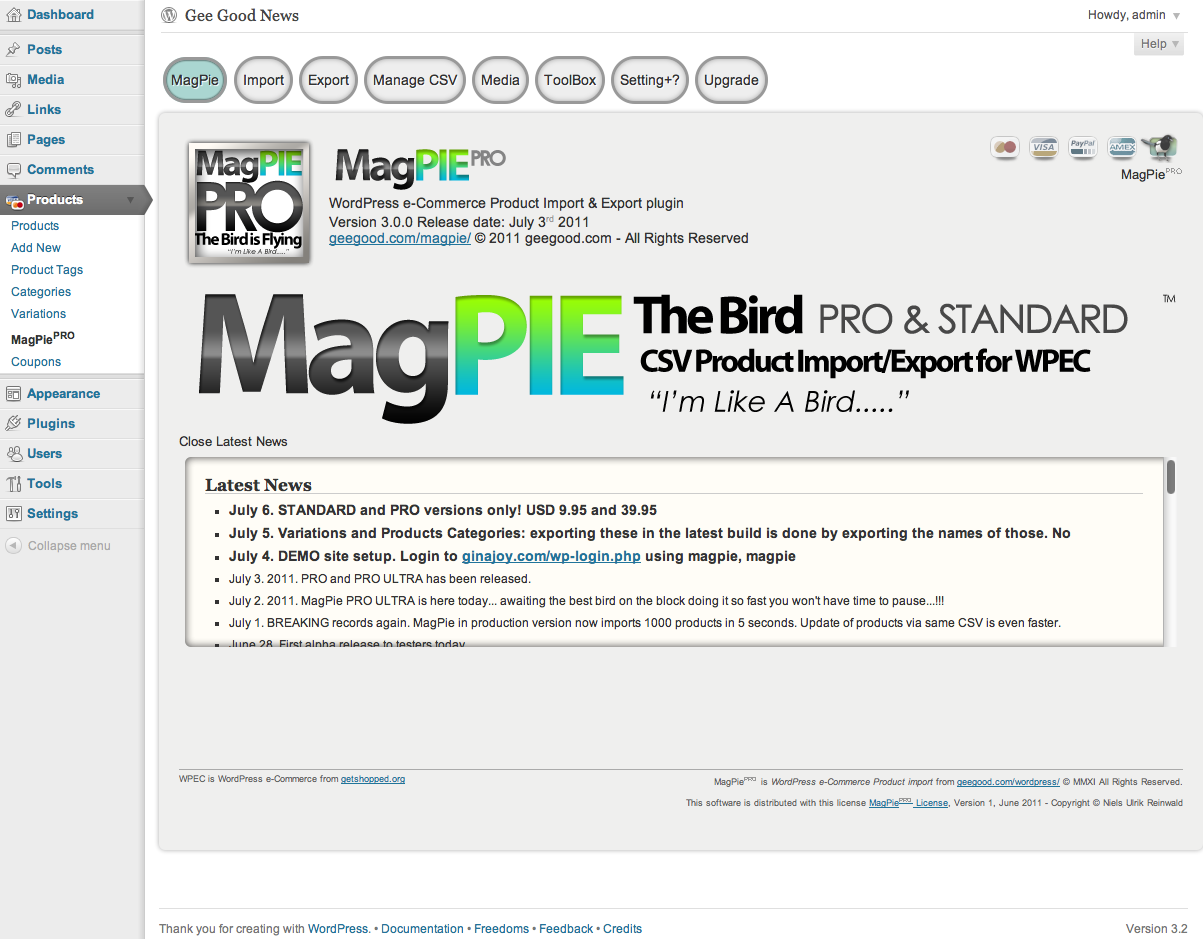 Dashboard
Posts
Media
Links
Pages
Comments
Products
Products
Add New
Product Tags
Categories
Variations
MagPiePRO
Coupons
Appearance
Plugins
Users
Tools
Settings
Collapse menu
Gee Good News
Howdy, admin
Help
MagPie
Import
Export
Manage CSV
Media
ToolBox
Setting+?
Upgrade
MagPIE
PRO
The Bird is Flying
"I'm Like A Bird....."
MagPIE PRO
WordPress e-Commerce Product Import & Export plugin
Version 3.0.0 Release date: July 3rd 2011
geegood.com/magpie/ © 2011 geegood.com - All Rights Reserved
VISA
PayPal
AMEX
MagPiePRO
MagPIE
The Bird PRO & STANDARD
TM
CSV Product Import/Export for WPEC
“I’m Like A Bird.....”
Close Latest News
Latest News
July 6. STANDARD and PRO versions only! USD 9.95 and 39.95
July 5. Variations and Products Categories: exporting these in the latest build is done by exporting the names of those. No
July 4. DEMO site setup. Login to ginajoy.com/wp-login.php using magpie, magpie
July 3. 2011. PRO and PRO ULTRA has been released.
July 2. 2011. MagPie PRO ULTRA is here today... awaiting the best bird on the block doing it so fast you won't have time to pause...!!!
July 1. BREAKING records again. MagPie in production version now imports 1000 products in 5 seconds. Update of products via same CSV is even faster.
June 28. First alpha release to testers today
WPEC is WordPress e-Commerce from getshopped.org
MagPiePRO is WordPress e-Commerce Product import from geegood.com/wordpress/ © MMXI All Rights Reserved.
This software is distributed with this license MagPiePRO License, Version 1, June 2011 - Copyright © Niels Ulrik Reinwald
Thank you for creating with WordPress. • Documentation • Freedoms • Feedback • Credits
Version 3.2